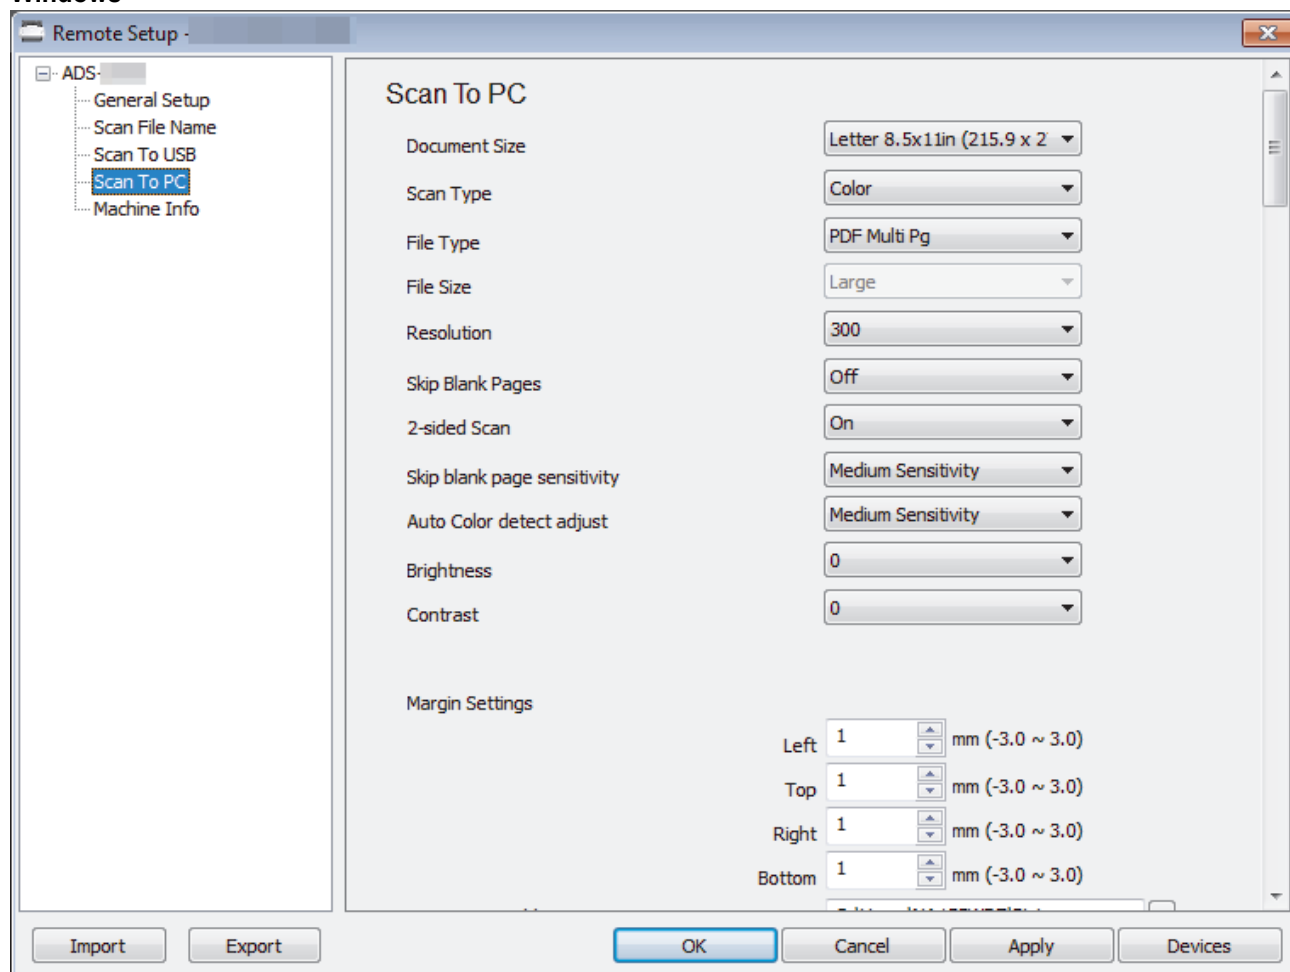 Windows
Remote Setup -
ADS-
General Setup
Scan File Name
Scan To USB
Scan To PC
Machine Info
Scan To PC
Document Size Letter 8.5x11in (215.9 x 2
Scan Type Color
File Type PDF Multi Pg
File Size Large
Resolution 300
Skip Blank Pages Off
2-sided Scan On
Skip blank page sensitivity Medium Sensitivity
Auto Color detect adjust Medium Sensitivity
Brightness 0
Contrast 0
Margin Settings
Left 1 mm (-3.0 ~ 3.0)
Top 1 mm (-3.0 ~ 3.0)
Right 1 mm (-3.0 ~ 3.0)
Bottom 1 mm (-3.0 ~ 3.0)
Import Export OK Cancel Apply Devices